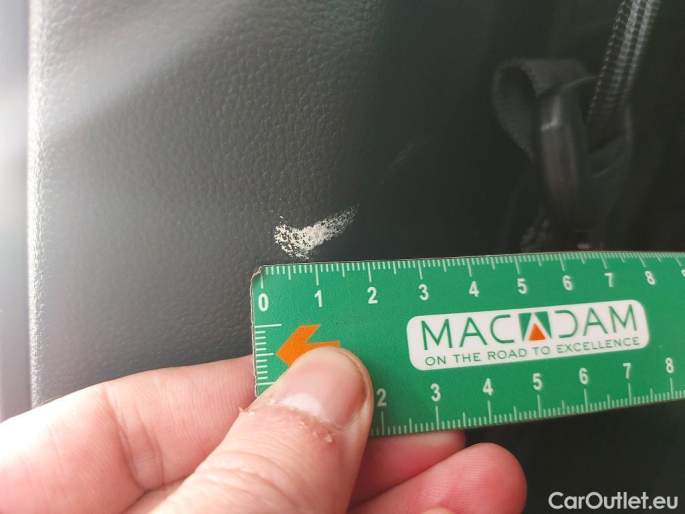 0 1 2 3 4 5 6 7 8 9
MACADAM
ON THE ROAD TO EXCELLENCE
2 3 4 5 6 7 8
CarOutlet.eu